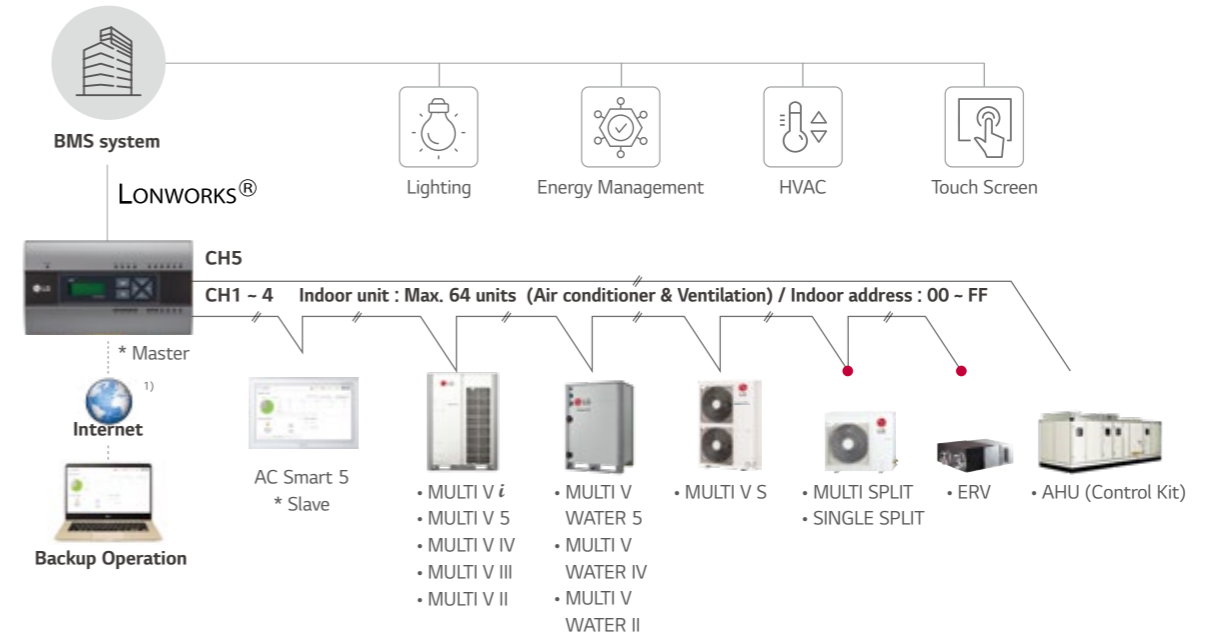 BMS system
LONWORKS®
Lighting
Energy Management
HVAC
Touch Screen
CH5
CH1 ~ 4 Indoor unit : Max. 64 units (Air conditioner & Ventilation) / Indoor address : 00 ~ FF
LG
* Master
1)
Internet
Backup Operation
AC Smart 5
* Slave
• MULTI V i
• MULTI V 5
• MULTI V IV
• MULTI V III
• MULTI V II
• MULTI V
WATER 5
• MULTI V
WATER IV
• MULTI V
WATER II
• MULTI V S
• MULTI SPLIT
• SINGLE SPLIT
• ERV
• AHU (Control Kit)